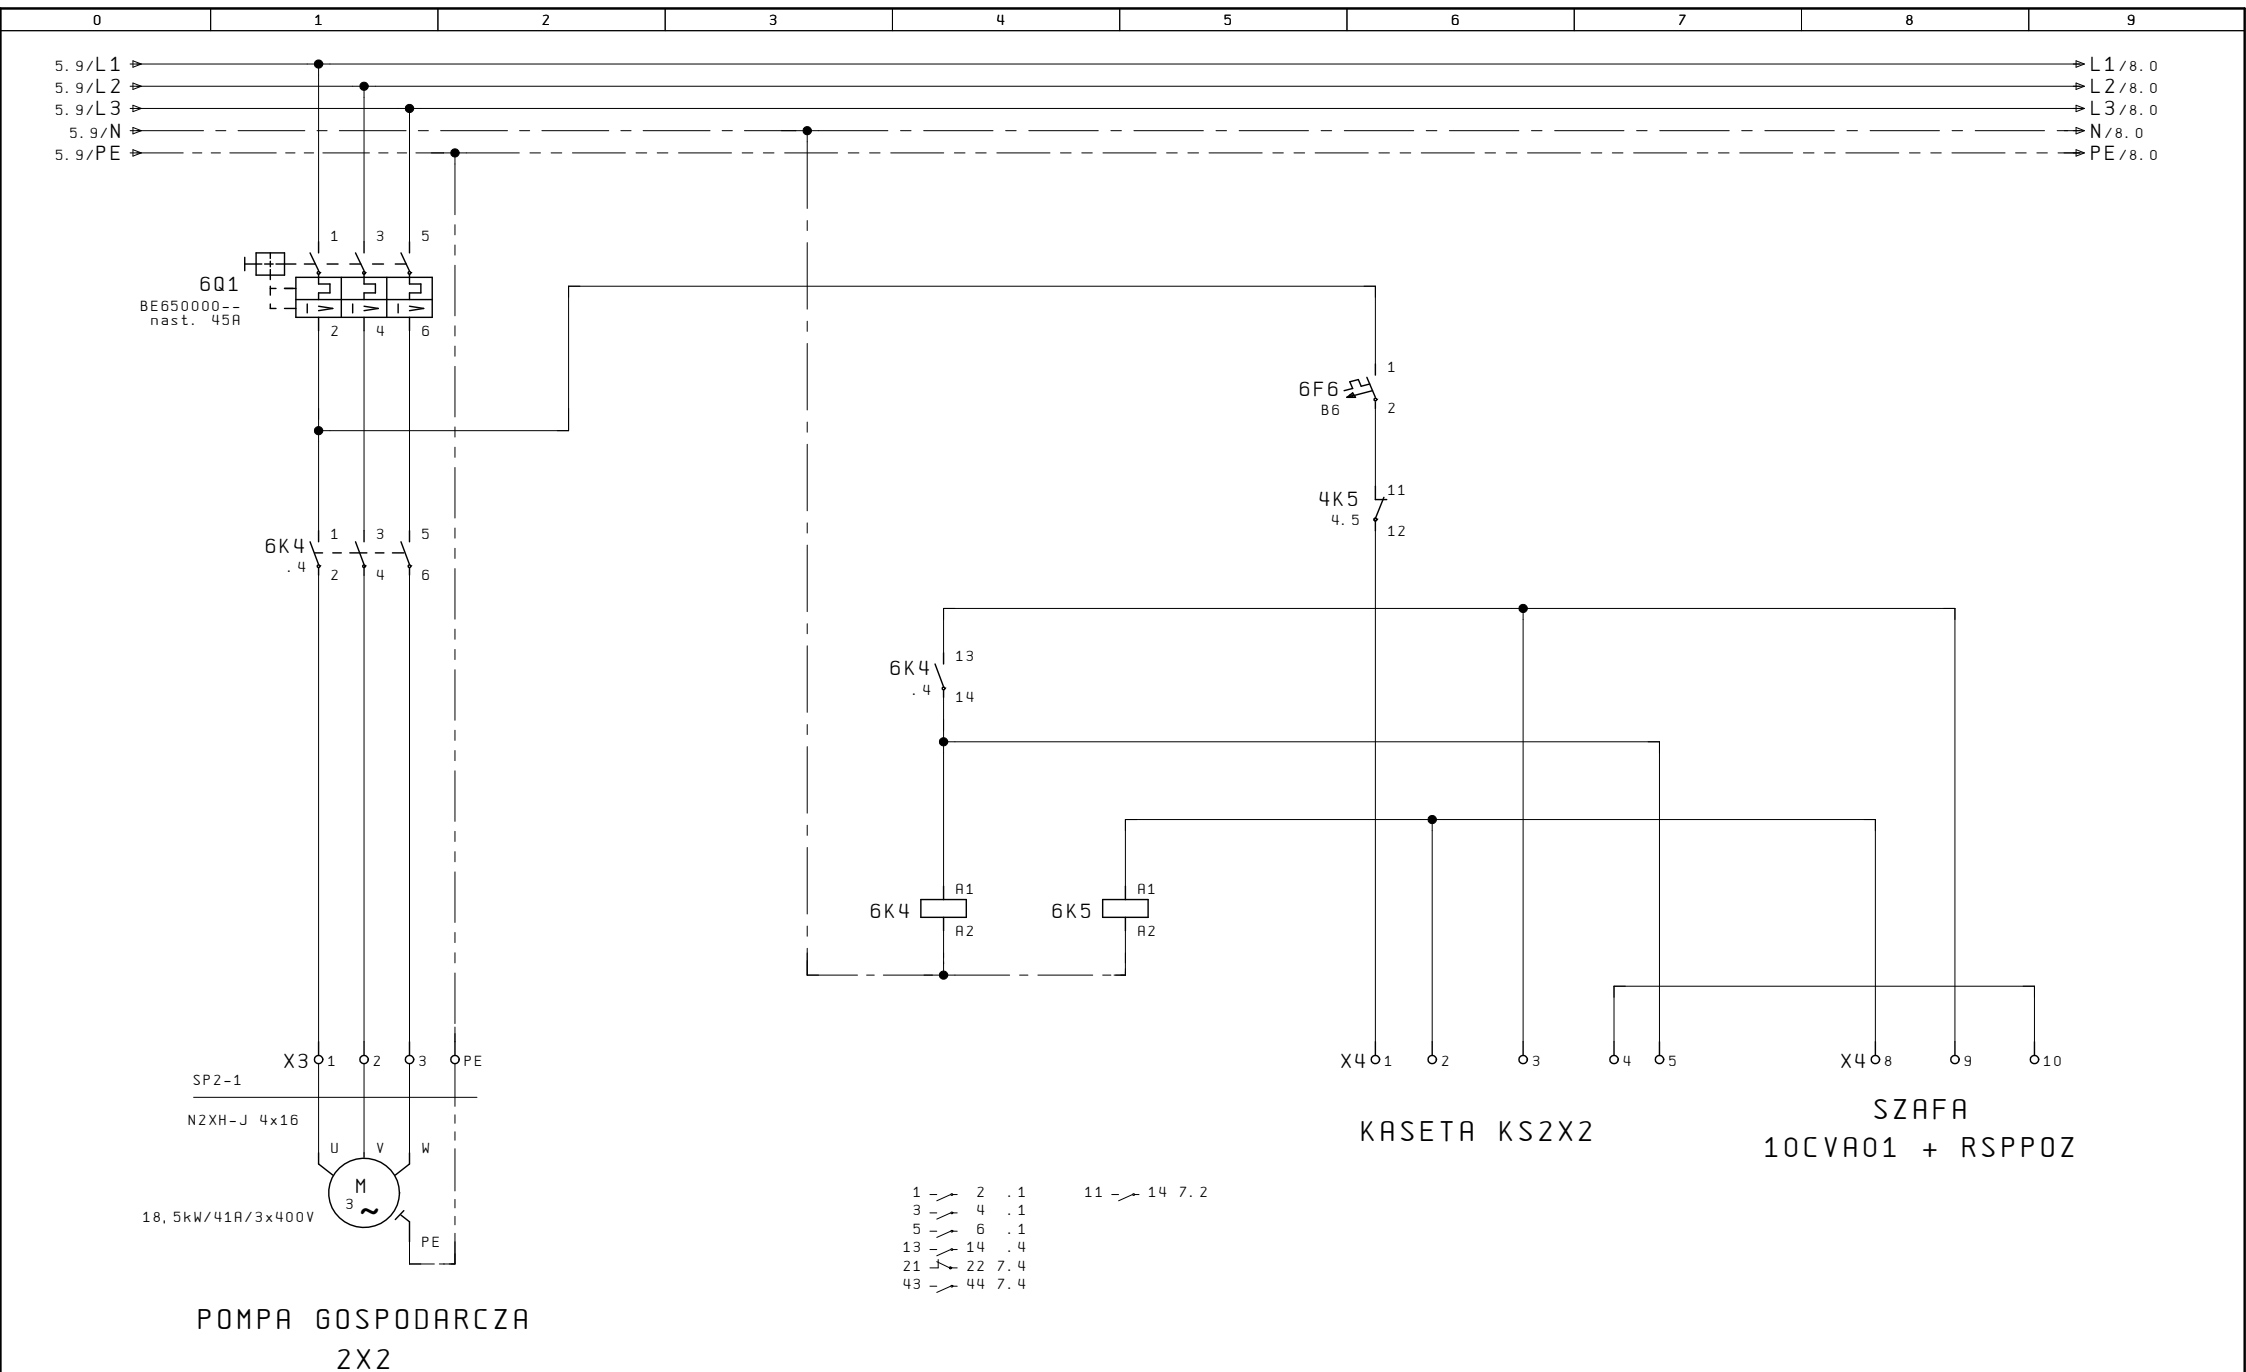 0 1 2 3 4 5 6 7 8 9
5.9/L1 L1/8.0
5.9/L2 L2/8.0
5.9/L3 L3/8.0
5.9/N N/8.0
5.9/PE PE/8.0
1 3 5
6Q1
BE650000--
nast. 45A
I> I> I>
2 4 6
1
6F6
B6 2
11
4K5
4.5
12
1 3 5
6K4
.4
2 4 6
13
6K4
.4
14
A1 A1
6K4 6K5
A2 A2
X3 1 2 3 PE
X4 1 2 3 4 5 X4 8 9 10
SP2-1
N2XH-J 4x16
KASETA KS2X2
SZAFA
10CVA01 + RSPPOZ
U V W
M
3 ~
18,5kW/41A/3x400V
PE
1 2 .1 11 14 7.2
3 4 .1
5 6 .1
13 14 .4
21 22 7.4
43 44 7.4
POMPA GOSPODARCZA
2X2